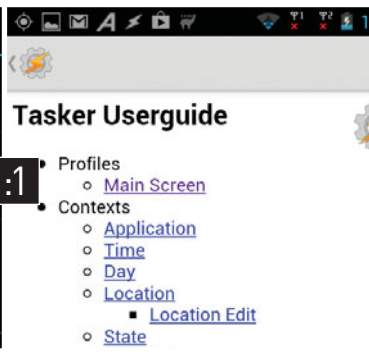 Tasker Userguide
Profiles
:1
Main Screen
Contexts
Application
Time
Day
Location
Location Edit
State